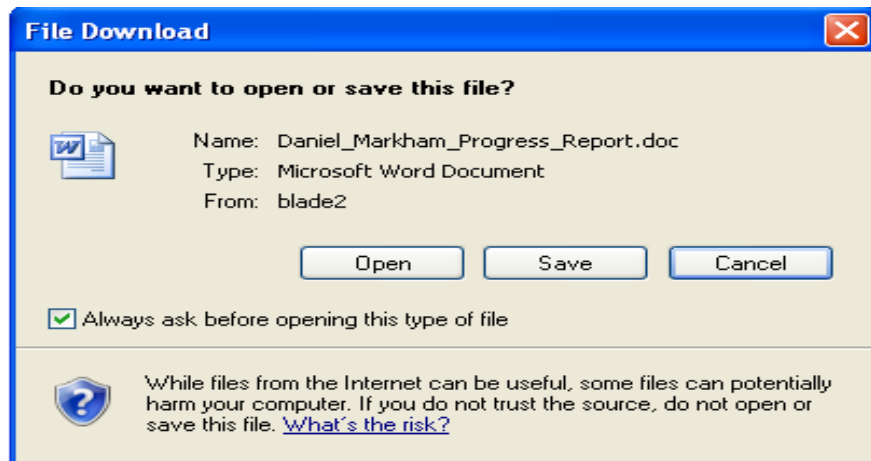 File Download
Do you want to open or save this file?
Name: Daniel_Markham_Progress_Report.doc
Type: Microsoft Word Document
From: blade2
Open Save Cancel
Always ask before opening this type of file
While files from the Internet can be useful, some files can potentially
harm your computer. If you do not trust the source, do not open or
save this file. What's the risk?